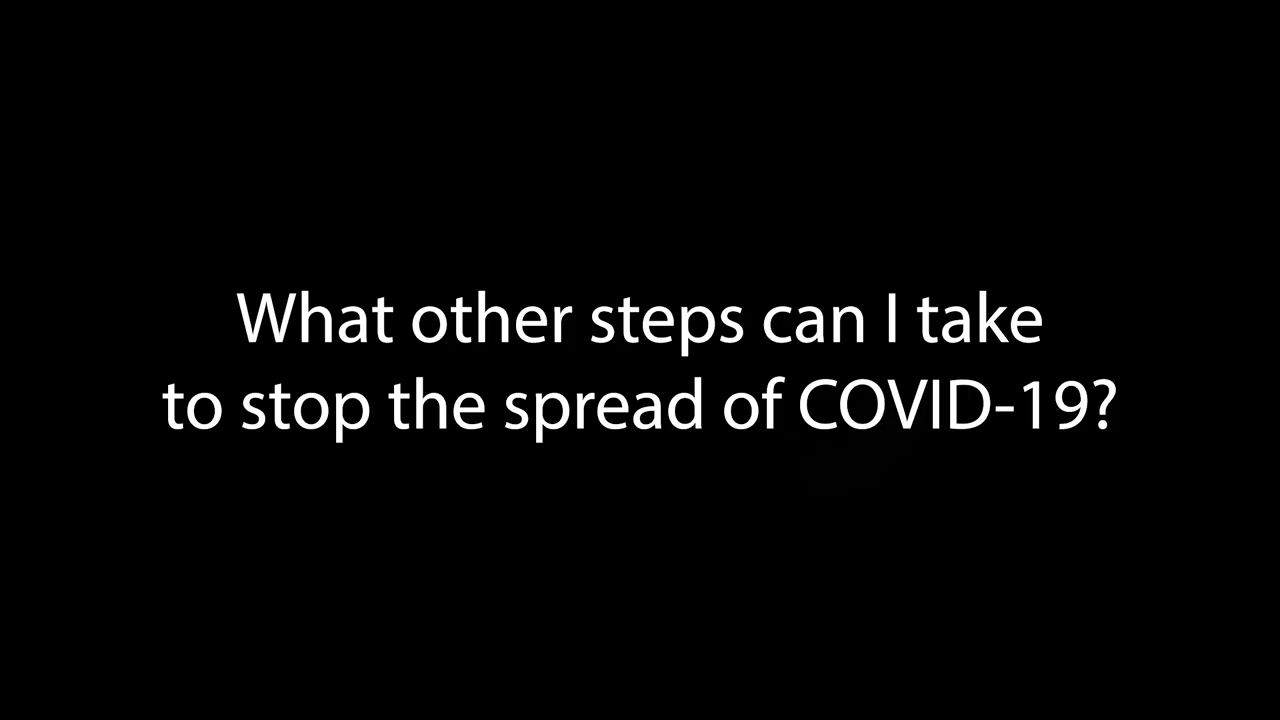 What other steps can I take
to stop the spread of COVID-19?